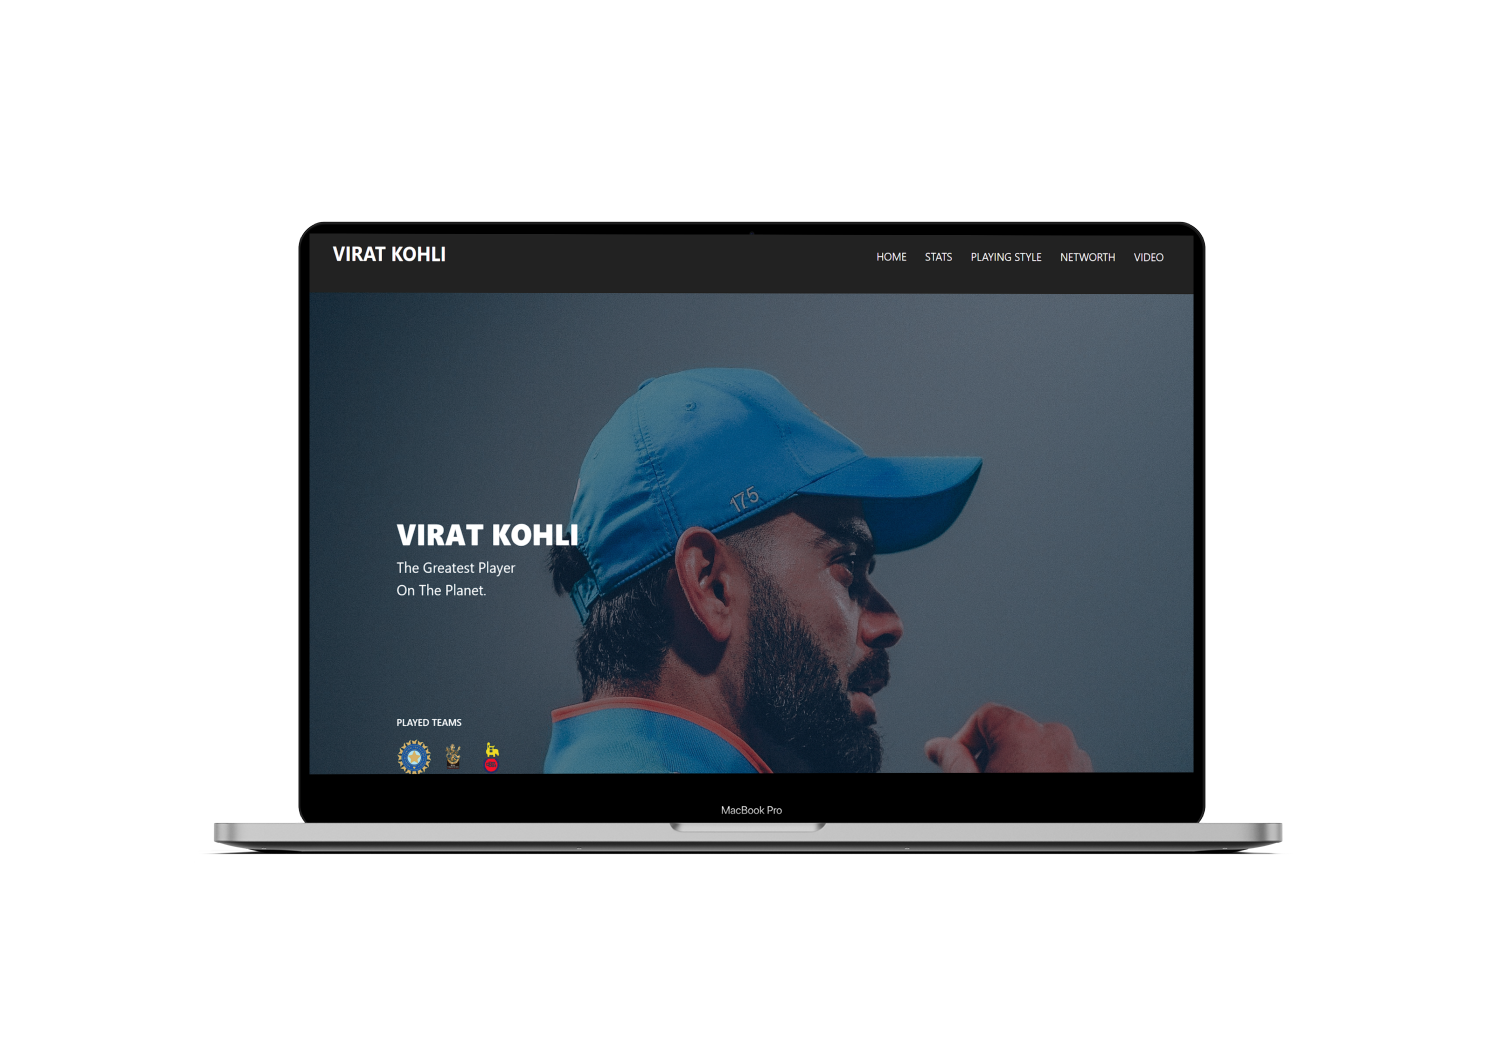 VIRAT KOHLI
HOME STATS PLAYING STYLE NETWORTH VIDEO
175
VIRAT KOHLI
The Greatest Player
On The Planet.
PLAYED TEAMS
MacBook Pro